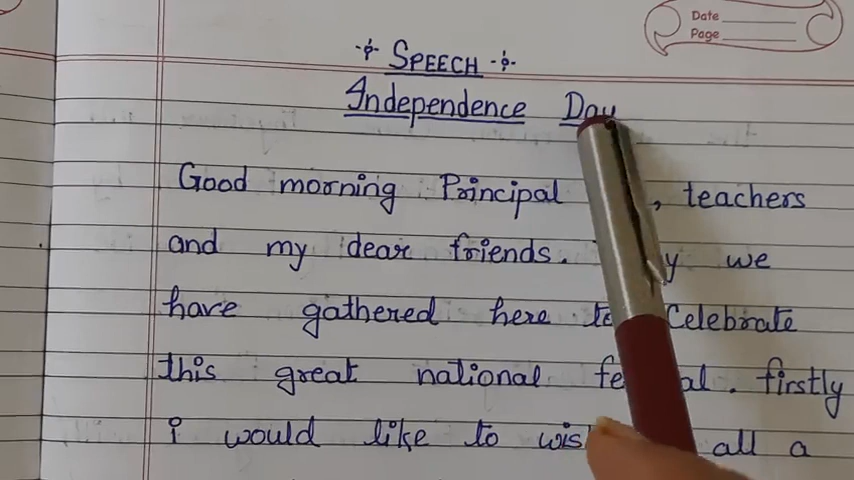 Date
Page
SPEECH
Independence Day
Good morning Principal , teachers
and my dear friends. we
have gathered here to Celebrate
this great national . firstly
i would like to all a